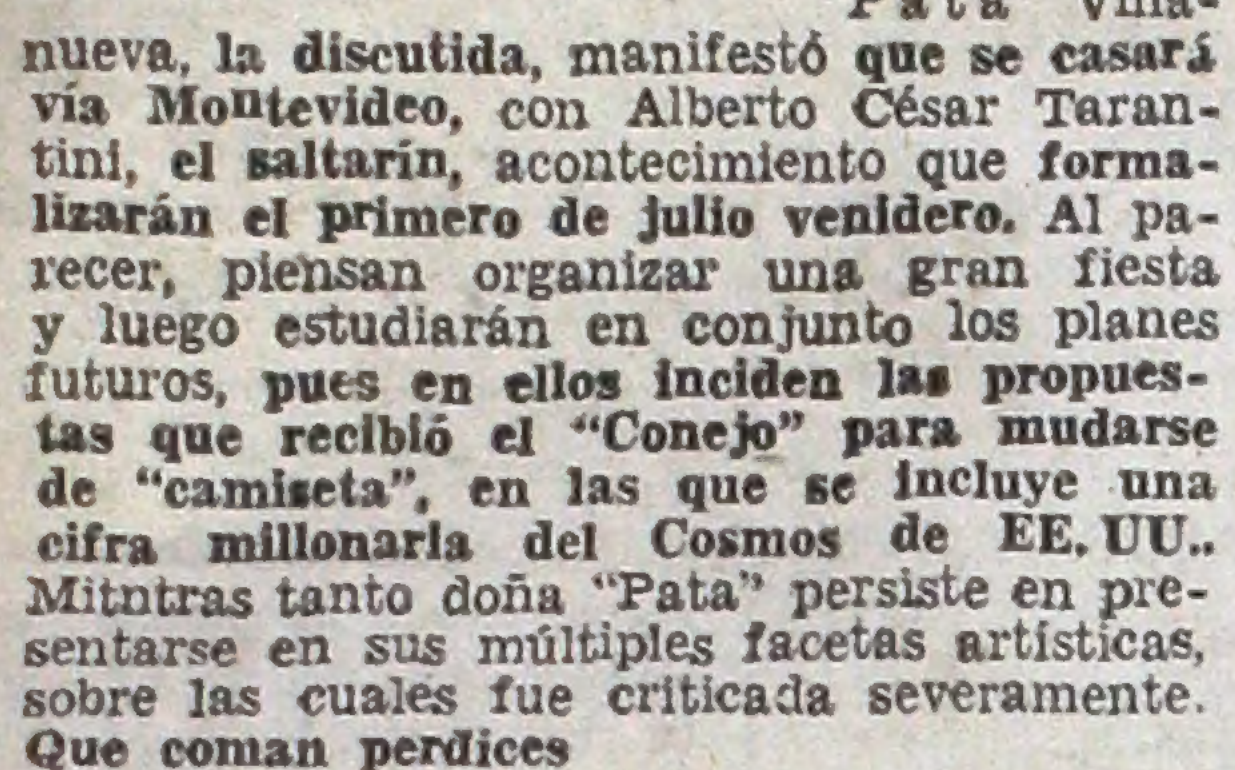 Pata Villa-
nueva, la discutida, manifestó que se casará
vía Montevideo, con Alberto César Taran-
tini, el saltarín, acontecimiento que forma-
lizarán el primero de julio venidero. Al pa-
recer, piensan organizar una gran fiesta
y luego estudiarán en conjunto los planes
futuros, pues en ellos inciden las propues-
tas que recibió el “Conejo” para mudarse
de “camiseta”, en las que se incluye una
cifra millonaria del Cosmos de EE. UU..
Mitntras tanto doña “Pata” persiste en pre-
sentarse en sus múltiples facetas artísticas,
sobre las cuales fue criticada severamente.
Que coman perdices